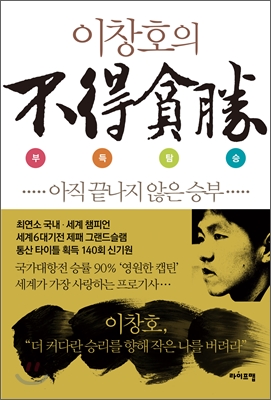 이창호의
不得貪勝
부 득 탐 승
······아직 끝나지 않은 승부······
최연소 국내·세계 챔피언
세계6대기전 제패 그랜드슬램
통산 타이틀 획득 140회 신기원
국가대항전 승률 90% ‘영원한 캡틴’
세계가 가장 사랑하는 프로기사…
이창호,
“더 커다란 승리를 향해 작은 나를 버려라”
라이프맵